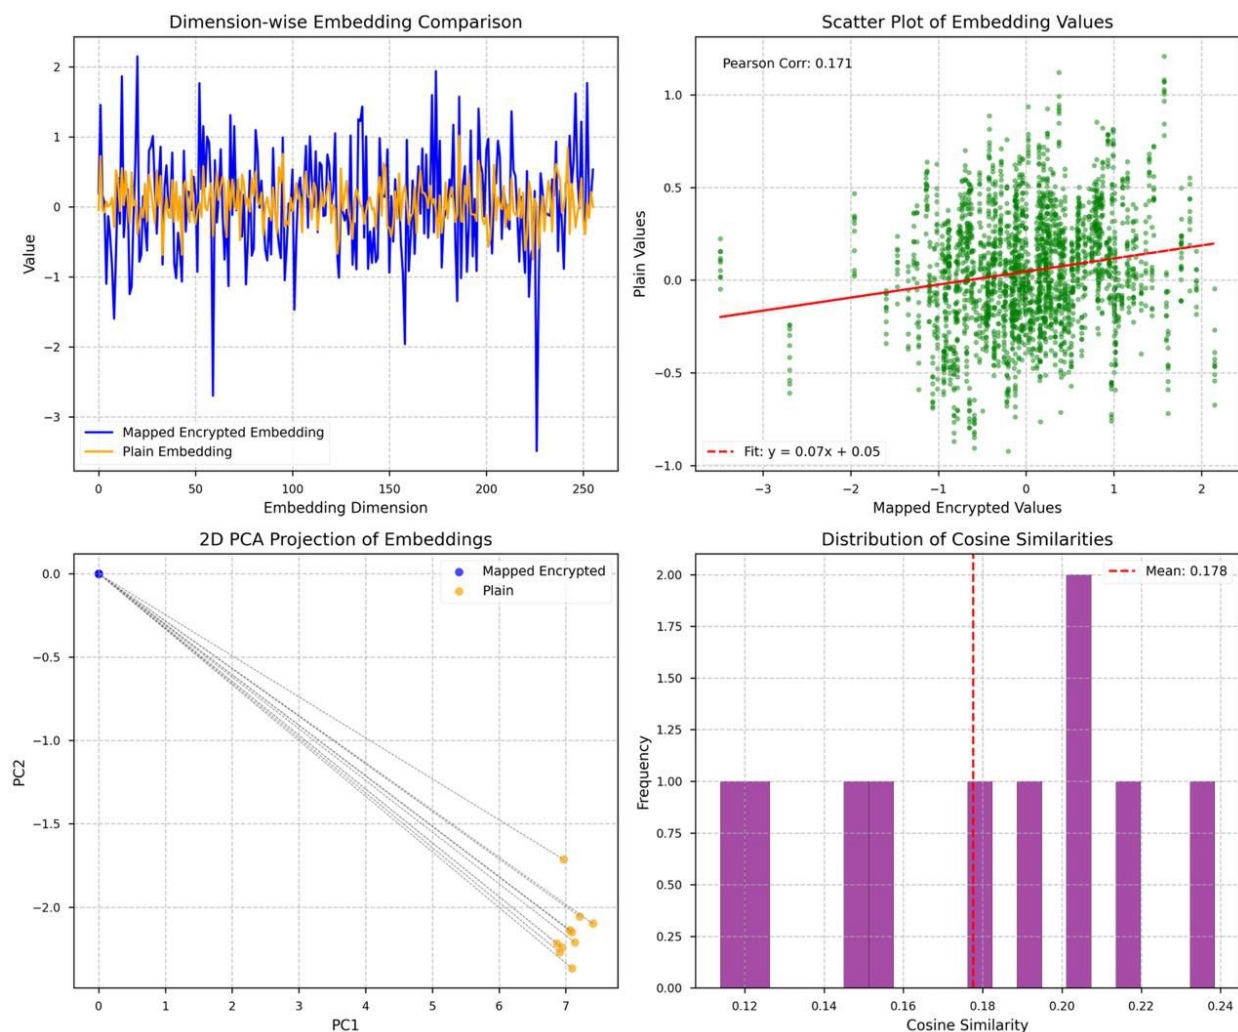 Dimension-wise Embedding Comparison
2
1
0
−1
−2
−3
Value
Mapped Encrypted Embedding
Plain Embedding
0
50
100
150
200
250
Embedding Dimension
Scatter Plot of Embedding Values
Pearson Corr: 0.171
1.0
0.5
0.0
−0.5
−1.0
Plain Values
Fit: y = 0.07x + 0.05
−3
−2
−1
0
1
2
Mapped Encrypted Values
2D PCA Projection of Embeddings
Mapped Encrypted
Plain
0.0
−0.5
−1.0
−1.5
−2.0
PC2
0
1
2
3
4
5
6
7
PC1
Distribution of Cosine Similarities
Mean: 0.178
2.00
1.75
1.50
1.25
1.00
0.75
0.50
0.25
0.00
Frequency
0.12
0.14
0.16
0.18
0.20
0.22
0.24
Cosine Similarity